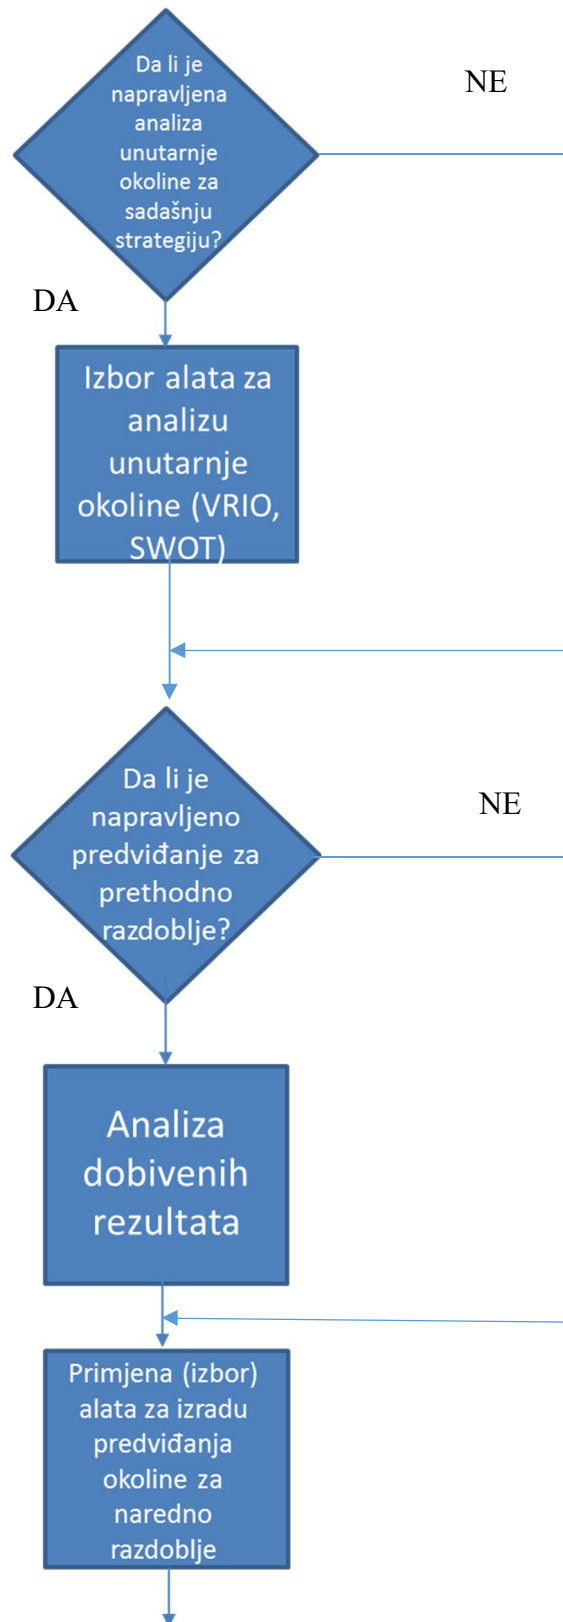 Da li je
napravljena
analiza
unutarnje
okoline za
sadašnju
strategiju?
NE
DA
Izbor alata za
analizu
unutarnje
okoline (VRIO,
SWOT)
Da li je
napravljeno
predviđanje za
prethodno
razdoblje?
NE
DA
Analiza
dobivenih
rezultata
Primjena (izbor)
alata za izradu
predviđanja
okoline za
naredno
razdoblje